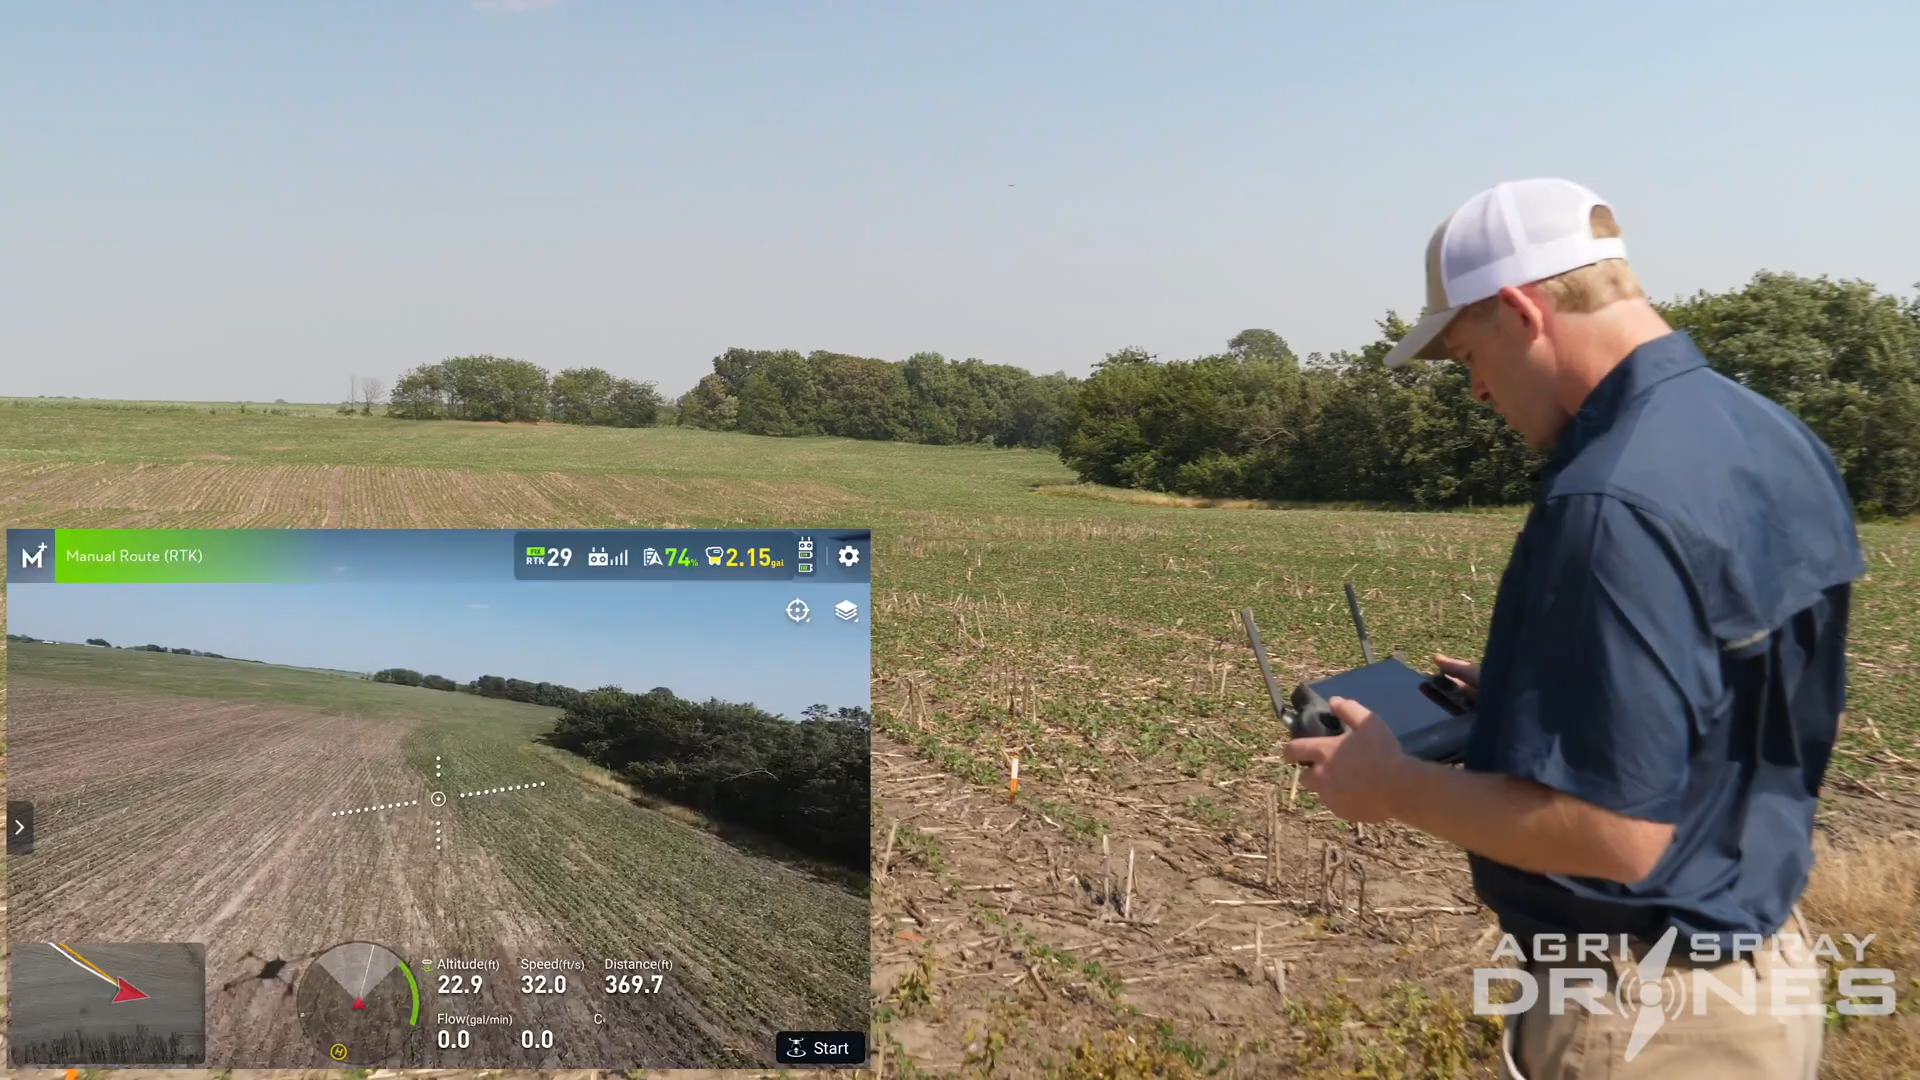 M+
Manual Route (RTK)
FIX
RTK 29
74%
2.15gal
Altitude(ft)
Speed(ft/s)
Distance(ft)
22.9
32.0
369.7
Flow(gal/min)
0.0
0.0
H
Start
AGRI SPRAY
DRONES